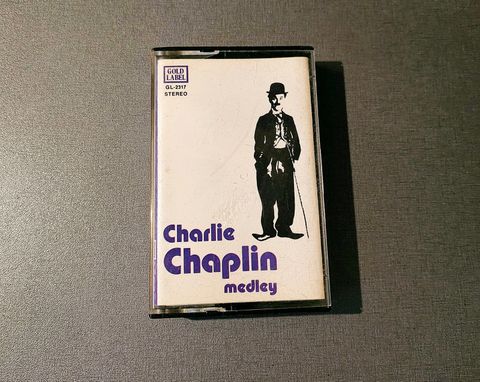 GOLD
LABEL
GL-2317
STEREO
Charlie
Chaplin
medley